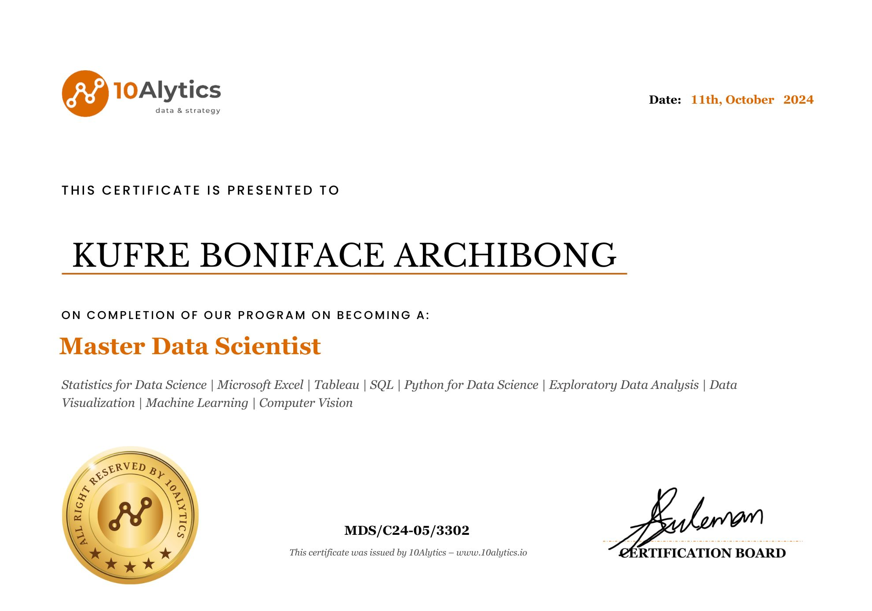 10Alytics
data & strategy
Date: 11th, October 2024
THIS CERTIFICATE IS PRESENTED TO
KUFRE BONIFACE ARCHIBONG
ON COMPLETION OF OUR PROGRAM ON BECOMING A:
Master Data Scientist
Statistics for Data Science | Microsoft Excel | Tableau | SQL | Python for Data Science | Exploratory Data Analysis | Data
Visualization | Machine Learning | Computer Vision
ALL RIGHT RESERVED BY 10ALYTICS
MDS/C24-05/3302
This certificate was issued by 10Alytics – www.10alytics.io
Suleman
CERTIFICATION BOARD